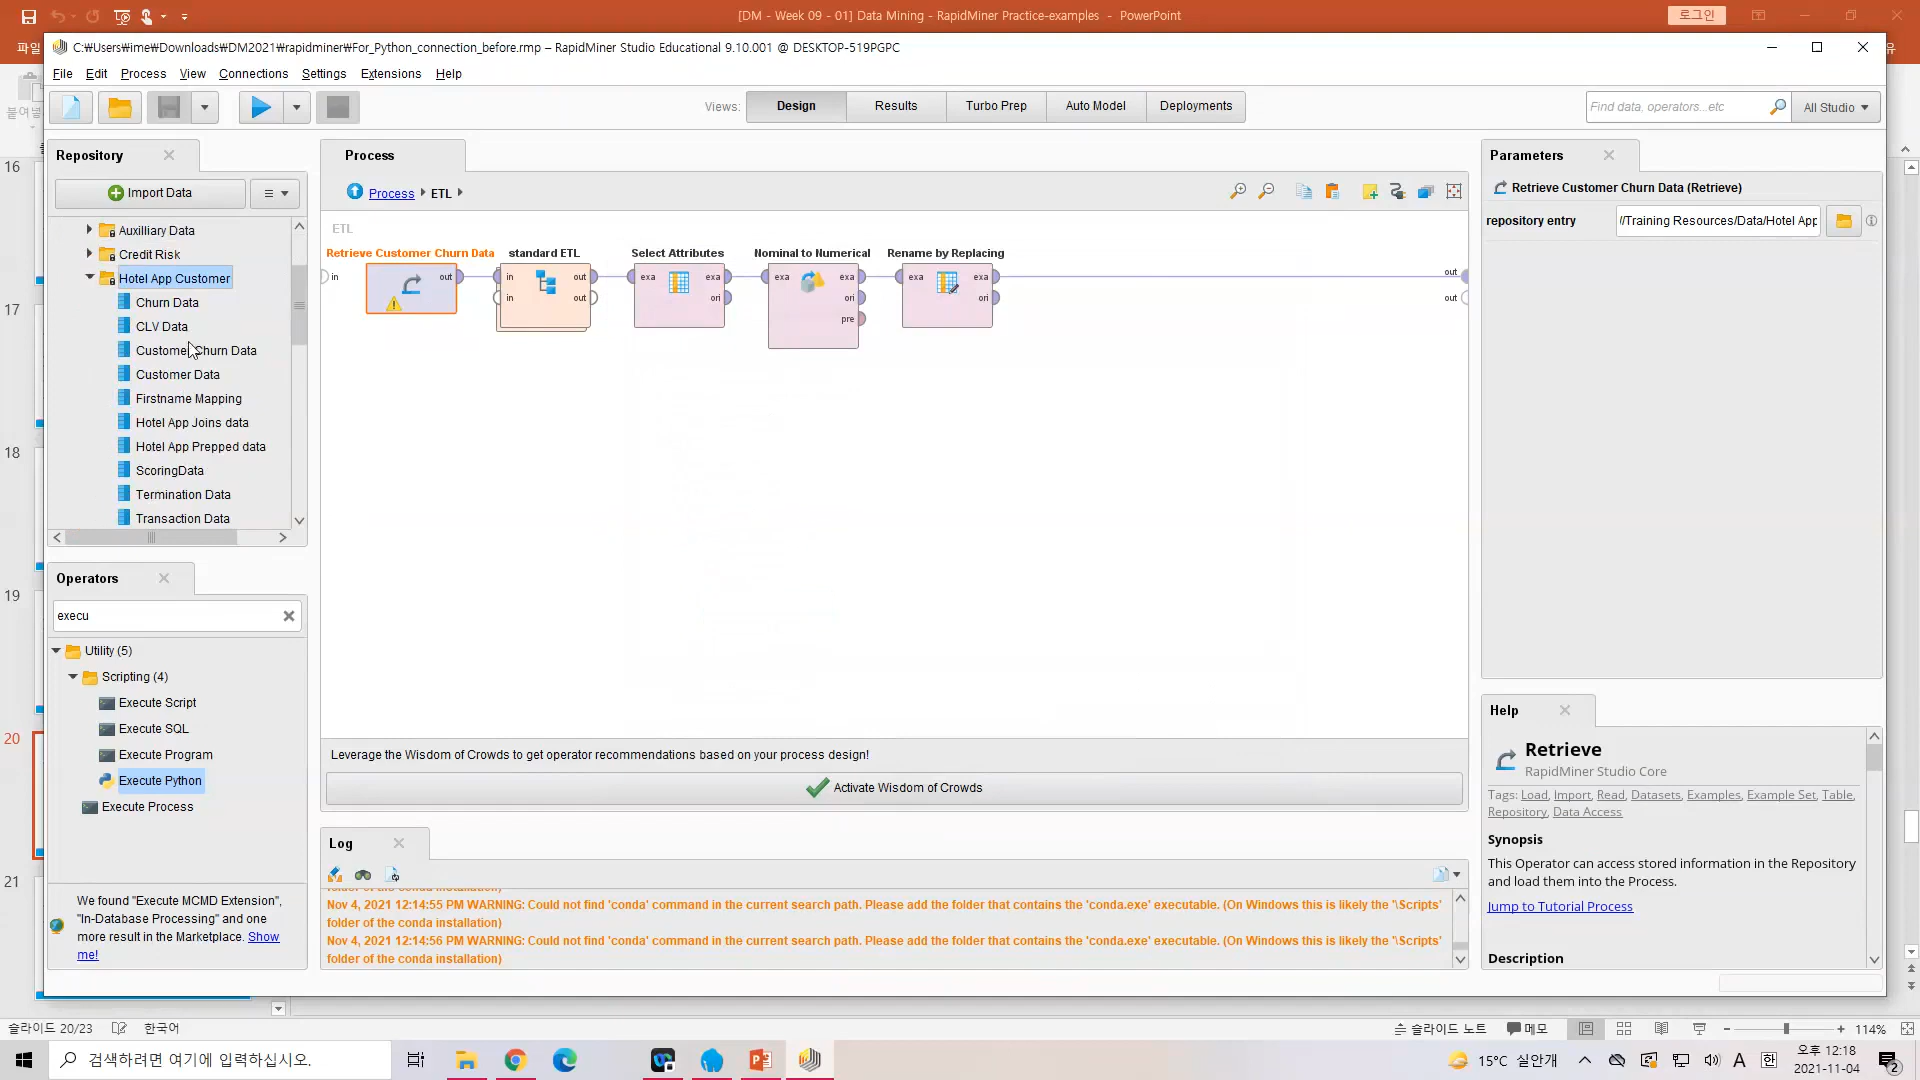 [DM - Week 09 - 01] Data Mining - RapidMiner Practice-examples - PowerPoint
로그인
파일
C:￦Users￦ime￦Downloads￦DM2021￦rapidminer￦For_Python_connection_before.rmp – RapidMiner Studio Educational 9.10.001 @ DESKTOP-519PGPC
File Edit Process View Connections Settings Extensions Help
Views: Design Results Turbo Prep Auto Model Deployments
Find data, operators...etc
All Studio
Repository
Import Data
Auxilliary Data
Credit Risk
Hotel App Customer
Churn Data
CLV Data
Customer Churn Data
Customer Data
Firstname Mapping
Hotel App Joins data
Hotel App Prepped data
ScoringData
Termination Data
Transaction Data
16
17
18
19
20
21
Operators
execu
Utility (5)
Scripting (4)
Execute Script
Execute SQL
Execute Program
Execute Python
Execute Process
We found "Execute MCMD Extension",
"In-Database Processing" and one
more result in the Marketplace. Show
me!
Process
Process ETL
ETL
Retrieve Customer Churn Data
standard ETL
Select Attributes
Nominal to Numerical
Rename by Replacing
in
out
in out
in out
exa exa
ori
exa exa
ori
pre
exa exa
ori
out
out
Leverage the Wisdom of Crowds to get operator recommendations based on your process design!
Activate Wisdom of Crowds
Log
folder of the conda installation)
Nov 4, 2021 12:14:55 PM WARNING: Could not find 'conda' command in the current search path. Please add the folder that contains the 'conda.exe' executable. (On Windows this is likely the '\Scripts'
folder of the conda installation)
Nov 4, 2021 12:14:56 PM WARNING: Could not find 'conda' command in the current search path. Please add the folder that contains the 'conda.exe' executable. (On Windows this is likely the '\Scripts'
folder of the conda installation)
Parameters
Retrieve Customer Churn Data (Retrieve)
repository entry
//Training Resources/Data/Hotel App
Help
Retrieve
RapidMiner Studio Core
Tags: Load, Import, Read, Datasets, Examples, Example Set, Table,
Repository, Data Access
Synopsis
This Operator can access stored information in the Repository
and load them into the Process.
Jump to Tutorial Process
Description
슬라이드 20/23 한국어
슬라이드 노트 메모 114%
검색하려면 여기에 입력하십시오.
15°C 실안개
A 한
오후 12:18
2021-11-04
2